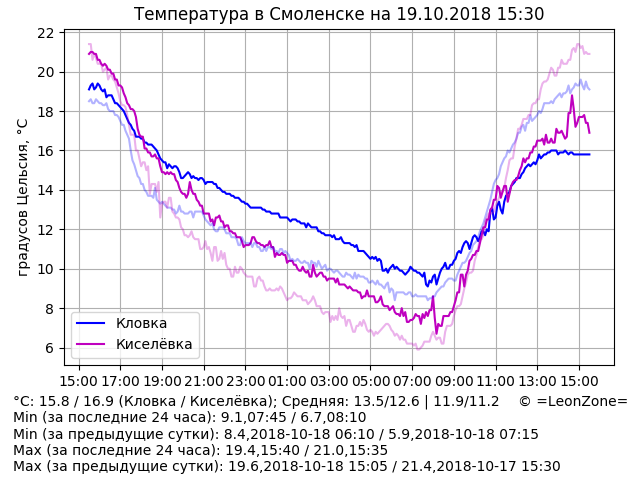 Температура в Смоленске на 19.10.2018 15:30
градусов Цельсия, °C
22
20
18
16
14
12
10
8
6
Кловка
Киселёвка
15:00 17:00 19:00 21:00 23:00 01:00 03:00 05:00 07:00 09:00 11:00 13:00 15:00
°C: 15.8 / 16.9 (Кловка / Киселёвка); Средняя: 13.5/12.6 | 11.9/11.2 © =LeonZone=
Min (за последние 24 часа): 9.1,07:45 / 6.7,08:10
Min (за предыдущие сутки): 8.4,2018-10-18 06:10 / 5.9,2018-10-18 07:15
Max (за последние 24 часа): 19.4,15:40 / 21.0,15:35
Max (за предыдущие сутки): 19.6,2018-10-18 15:05 / 21.4,2018-10-17 15:30